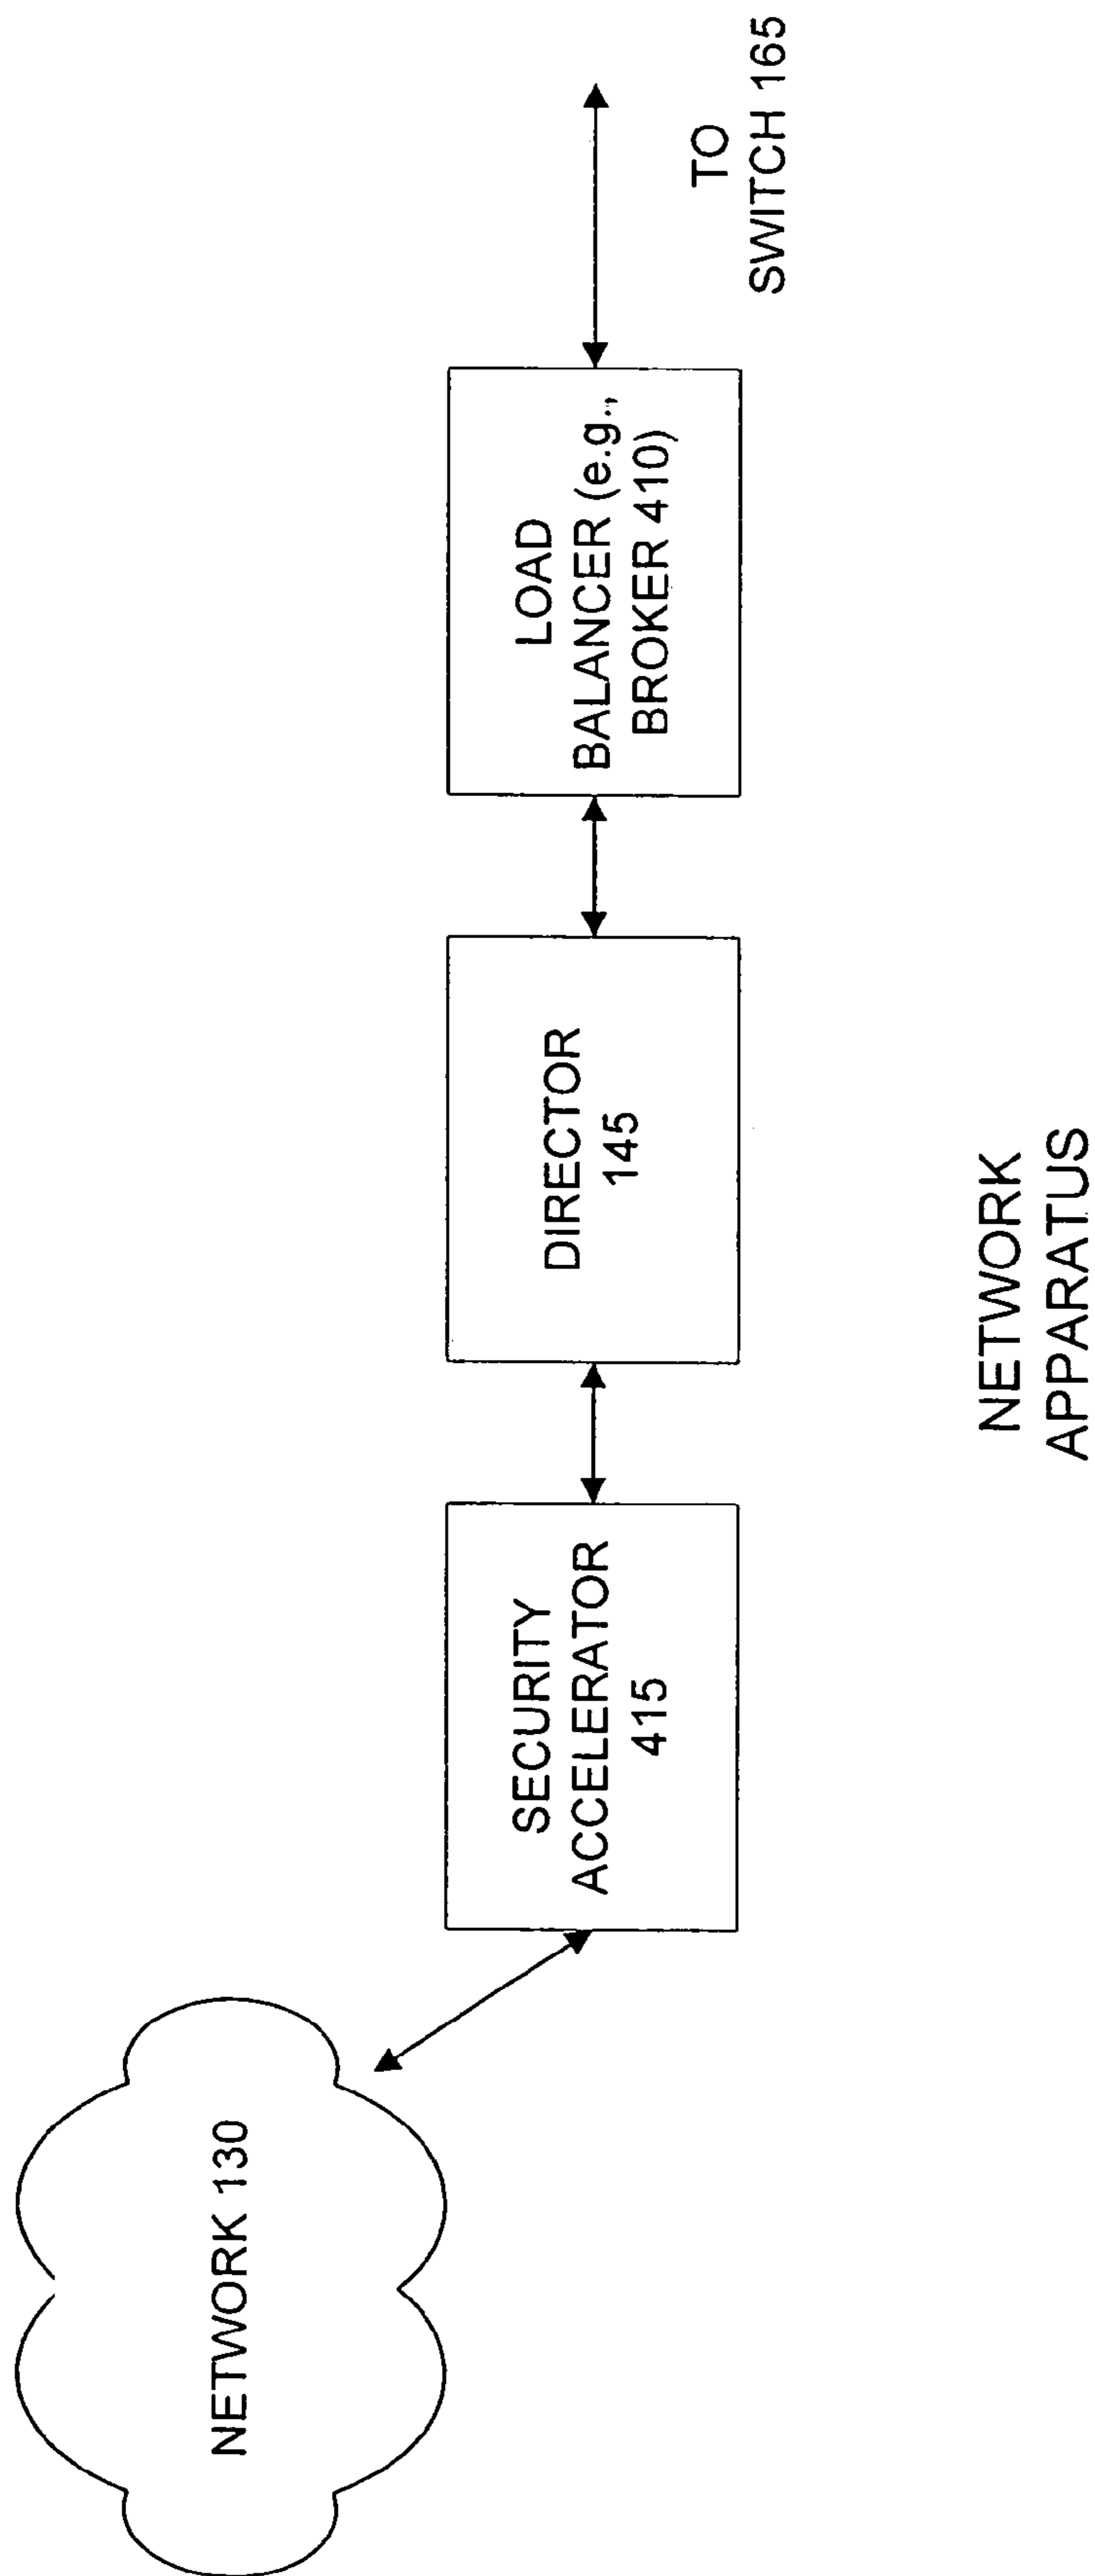 NETWORK 130
SECURITY
ACCELERATOR
415
DIRECTOR
145
LOAD
BALANCER (e.g.,
BROKER 410)
TO
SWITCH 165
NETWORK
APPARATUS